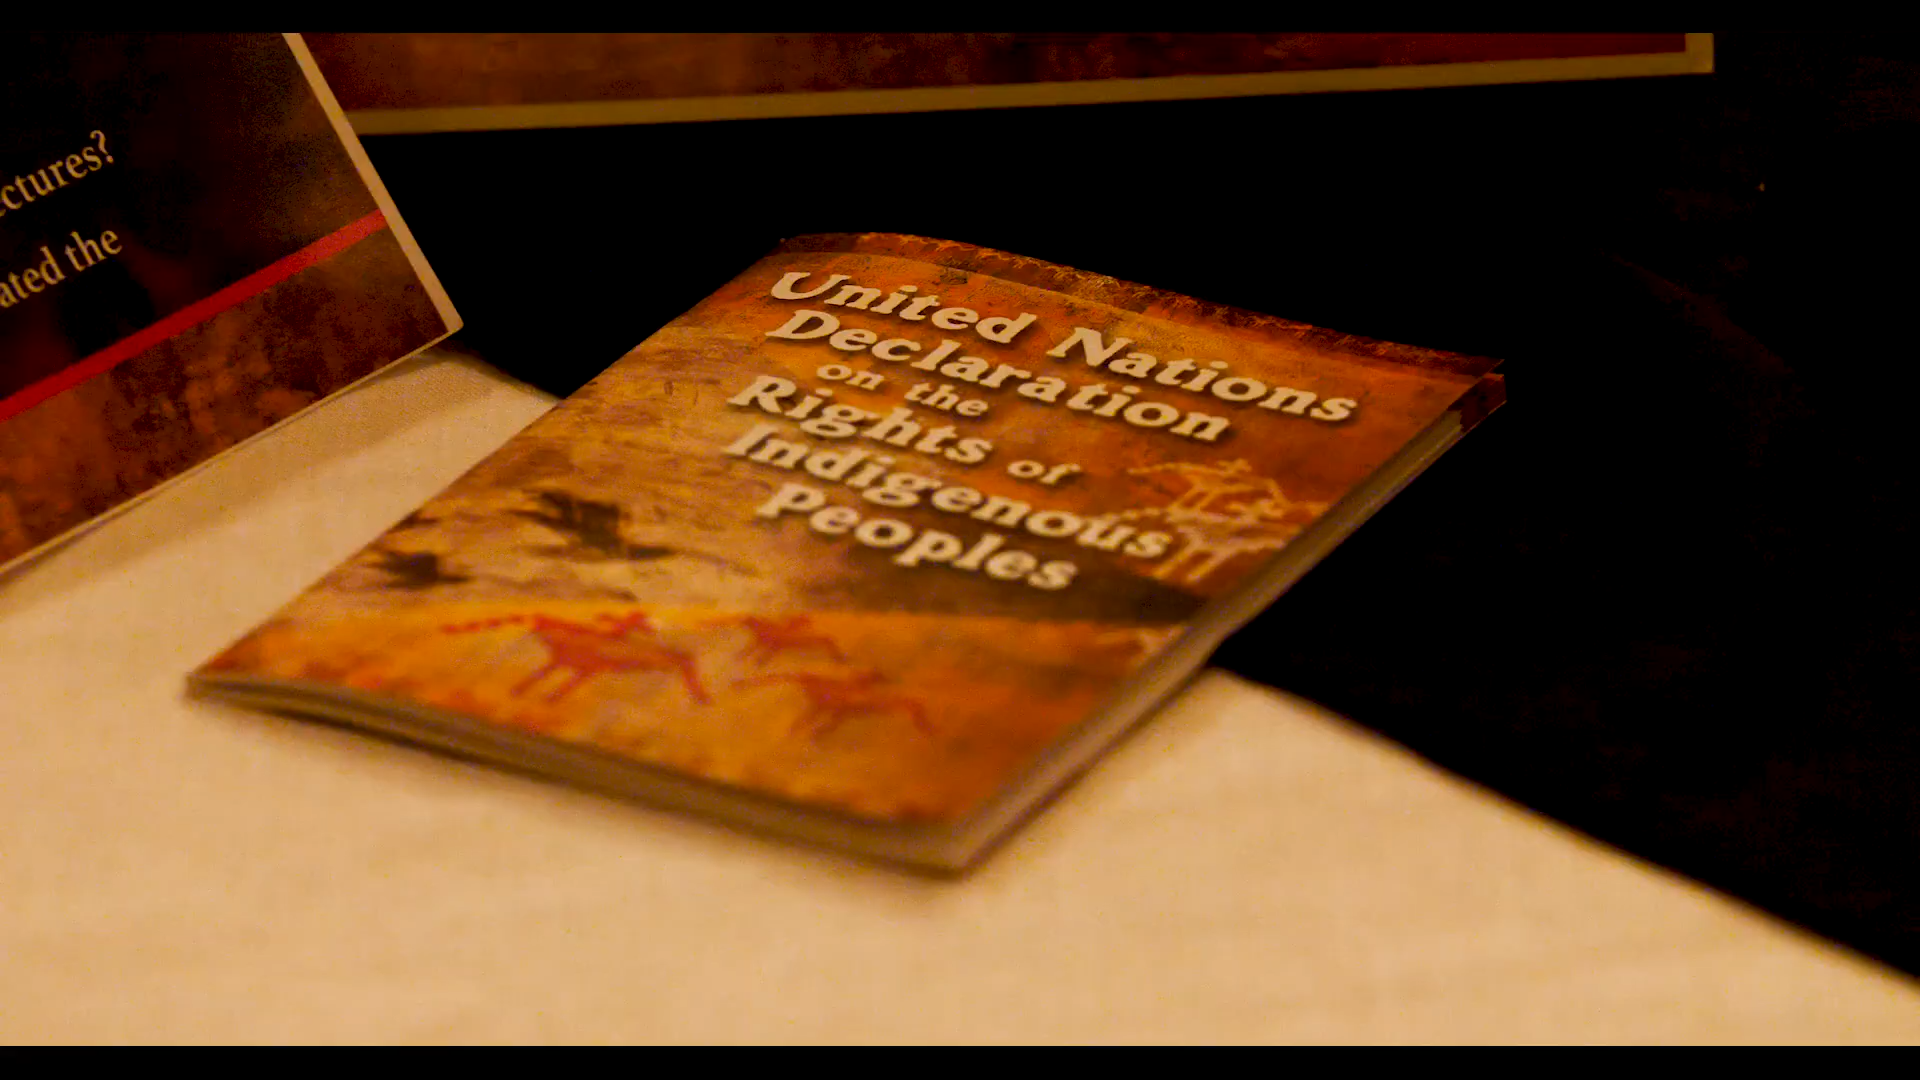 ctures?
ated the
United Nations
Declaration
on the
Rights of
Indigenous
Peoples